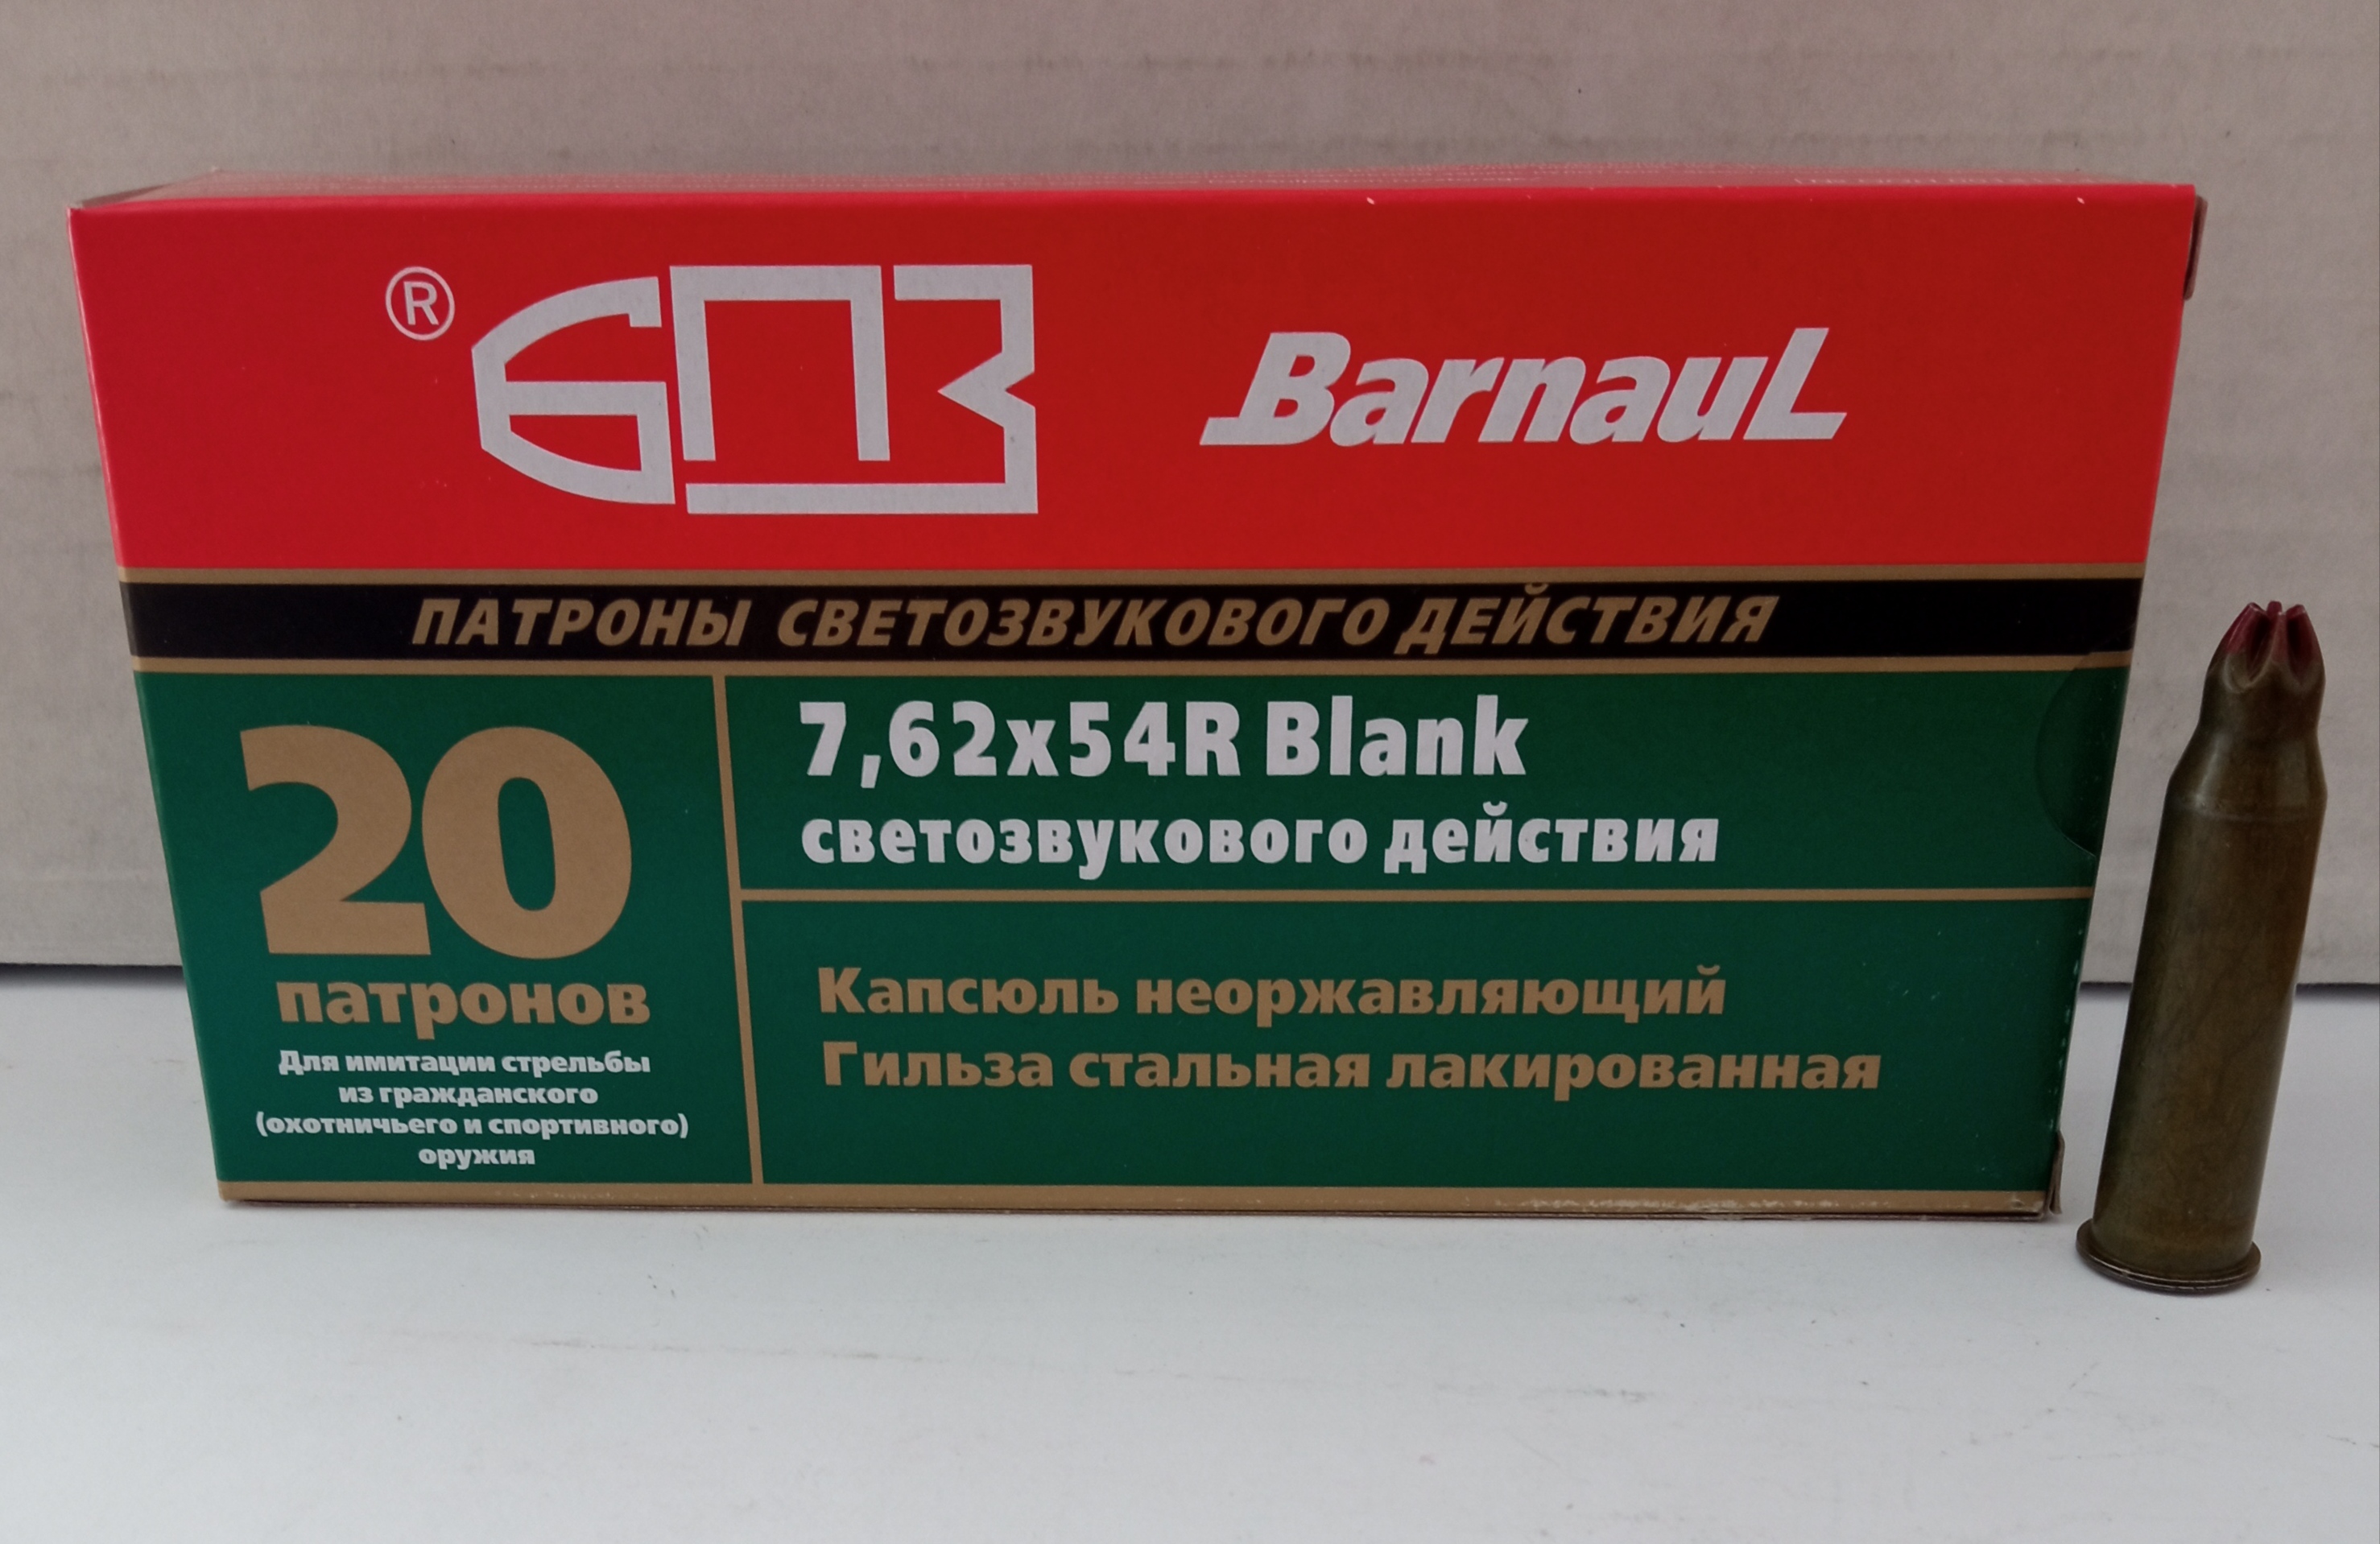 ® БПЗ BarnauL
ПАТРОНЫ СВЕТОЗВУКОВОГО ДЕЙСТВИЯ
20
патронов
Для имитации стрельбы
из гражданского
(охотничьего и спортивного)
оружия
7,62x54R Blank
светозвукового действия
Капсюль неоржавляющий
Гильза стальная лакированная